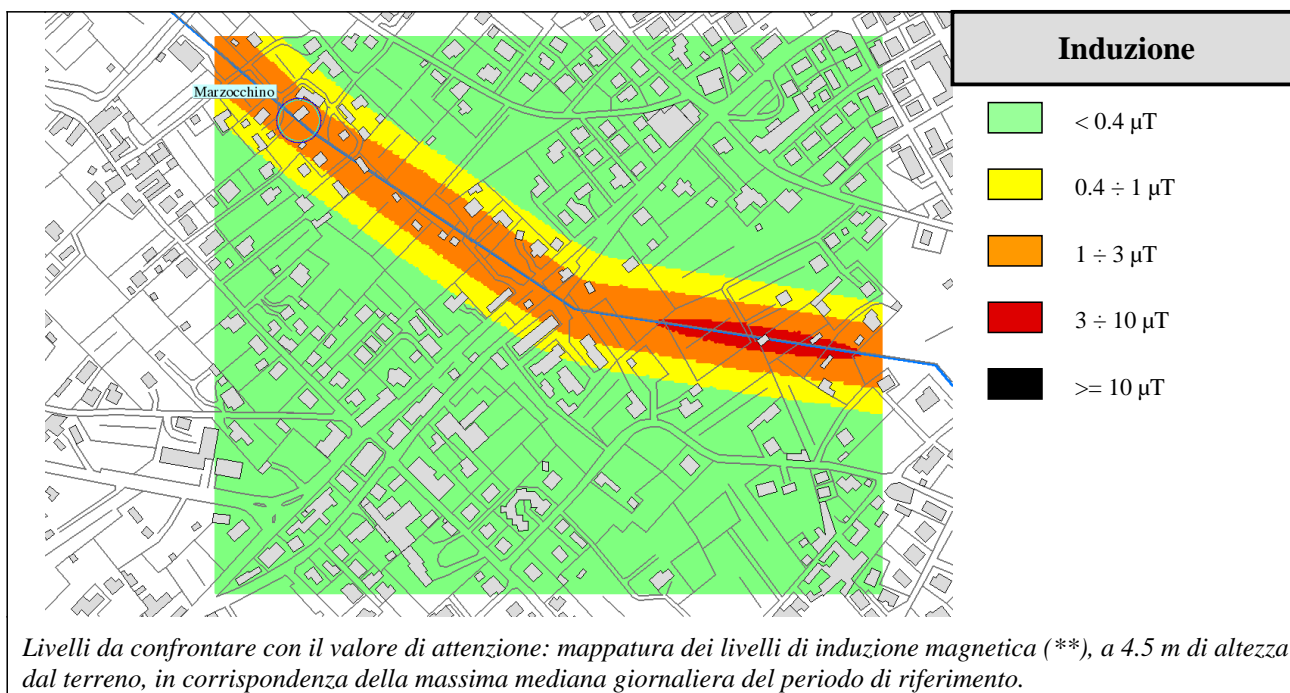 Induzione
Marzocchino
< 0.4 µT
0.4 ÷ 1 µT
1 ÷ 3 µT
3 ÷ 10 µT
>= 10 µT
Livelli da confrontare con il valore di attenzione: mappatura dei livelli di induzione magnetica (**), a 4.5 m di altezza
dal terreno, in corrispondenza della massima mediana giornaliera del periodo di riferimento.